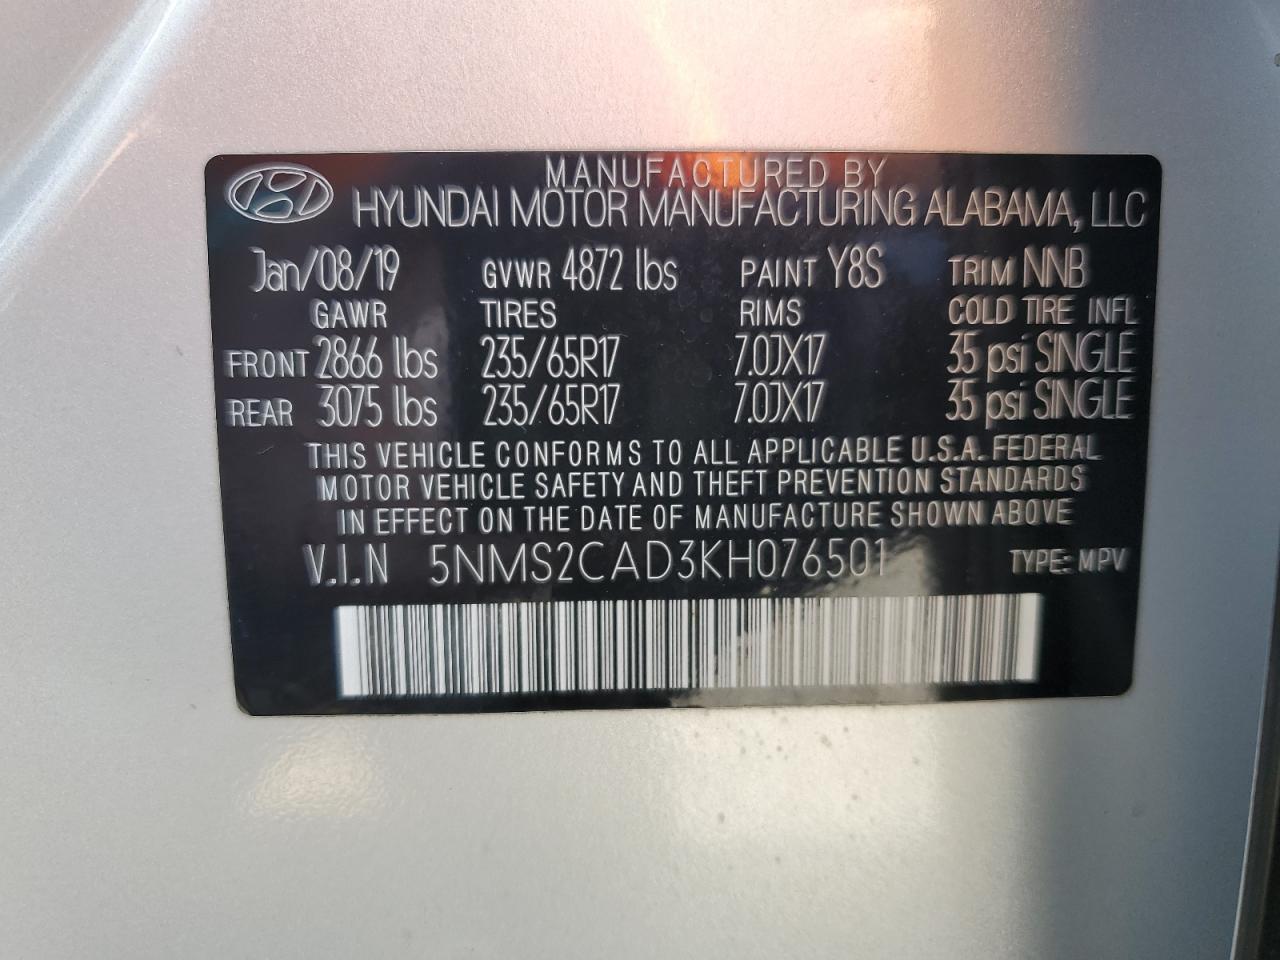 MANUFACTURED BY
HYUNDAI MOTOR MANUFACTURING ALABAMA, LLC
Jan/08/19 GVWR 4872 lbs PAINT Y8S TRIM NNB
GAWR TIRES RIMS COLD TIRE INFL
FRONT 2866 lbs 235/65R17 7.0JX17 35 psi SINGLE
REAR 3075 lbs 235/65R17 7.0JX17 35 psi SINGLE
THIS VEHICLE CONFORMS TO ALL APPLICABLE U.S.A. FEDERAL
MOTOR VEHICLE SAFETY AND THEFT PREVENTION STANDARDS
IN EFFECT ON THE DATE OF MANUFACTURE SHOWN ABOVE
V.I.N 5NMS2CAD3KH076501 TYPE: MPV